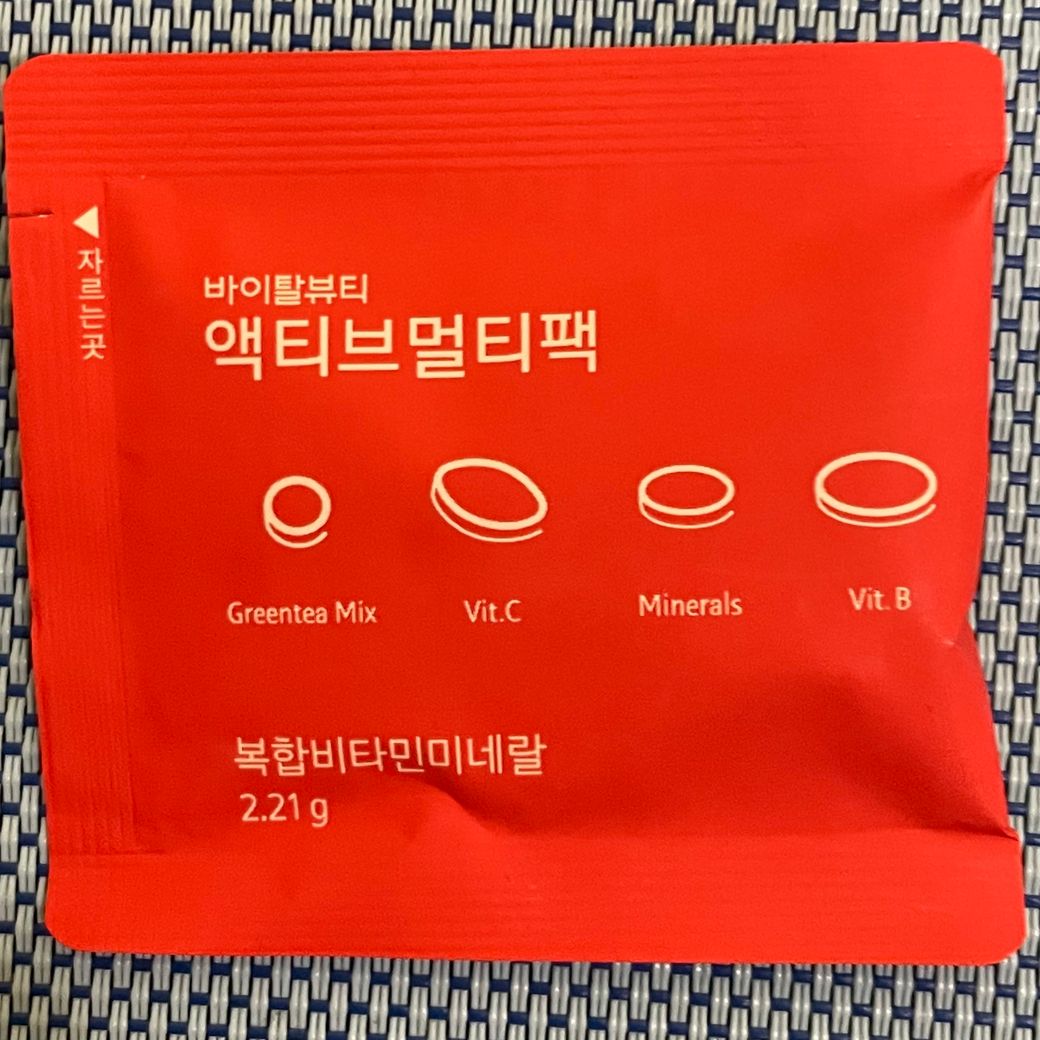 ◀ 자르는곳
바이탈뷰티
액티브멀티팩
Greentea Mix
Vit.C
Minerals
Vit. B
복합비타민미네랄
2.21 g